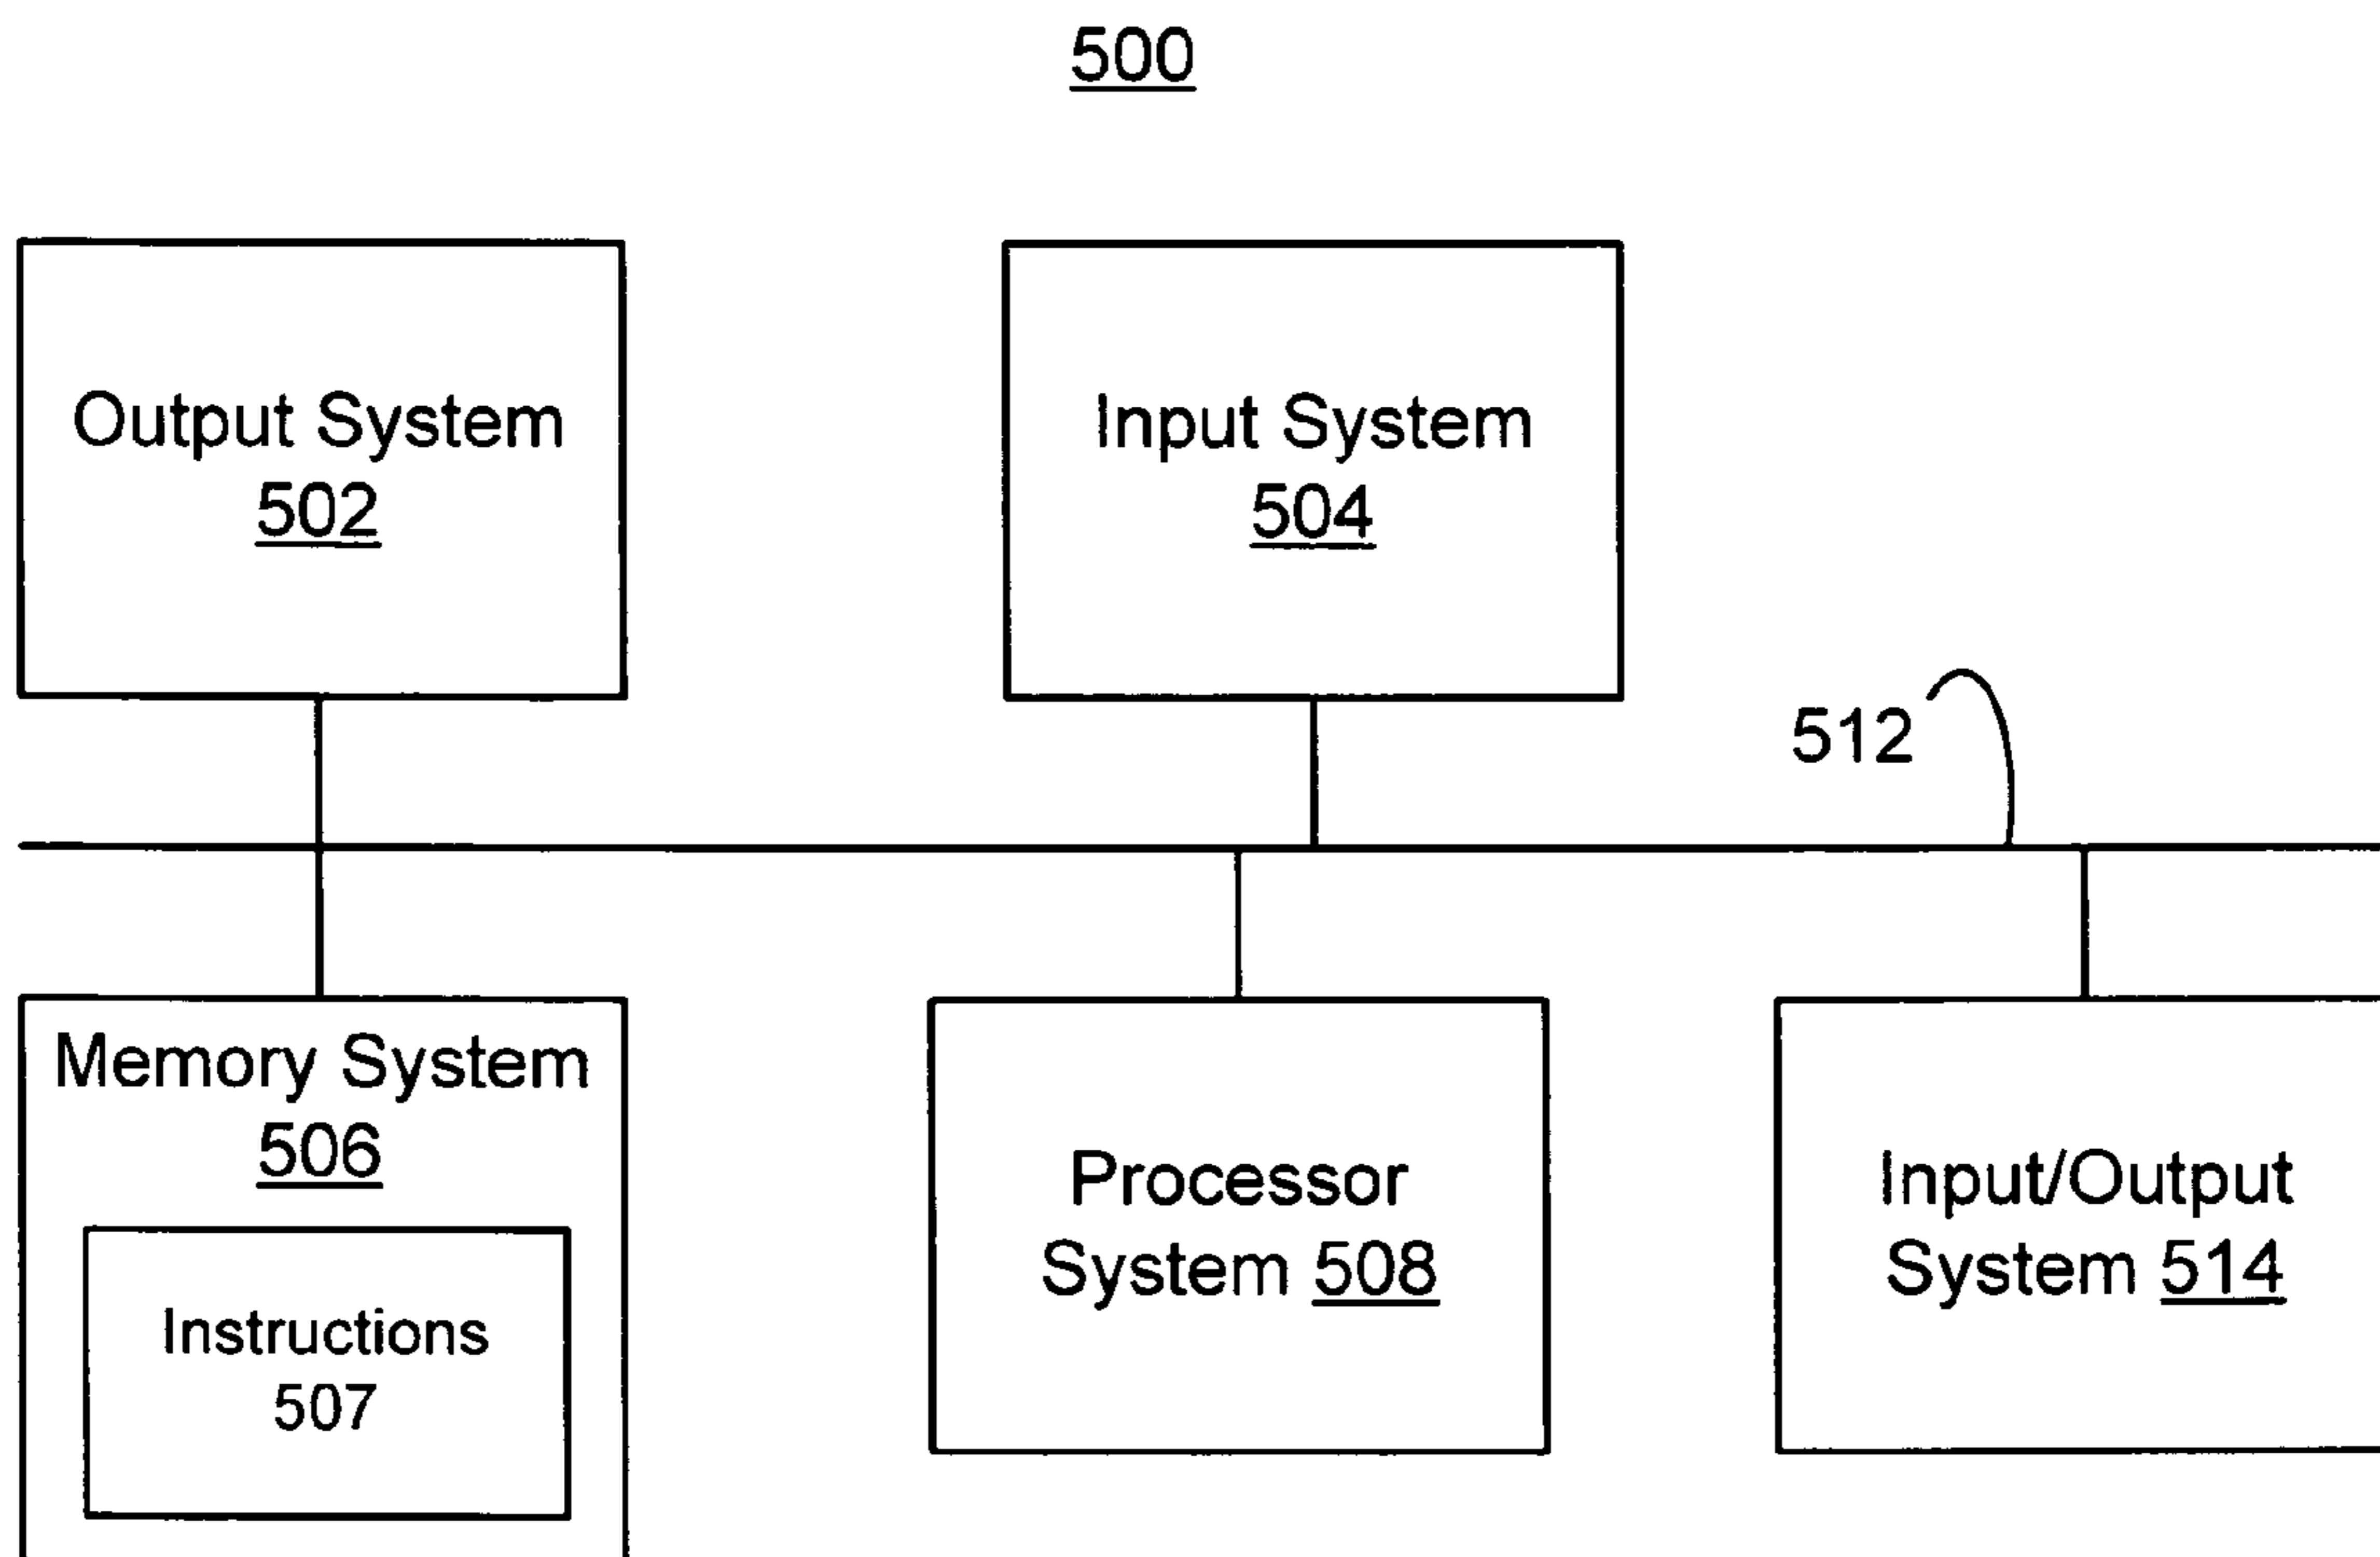 500
Output System
502
Input System
504
512
Memory System
506
Instructions
507
Processor
System 508
Input/Output
System 514